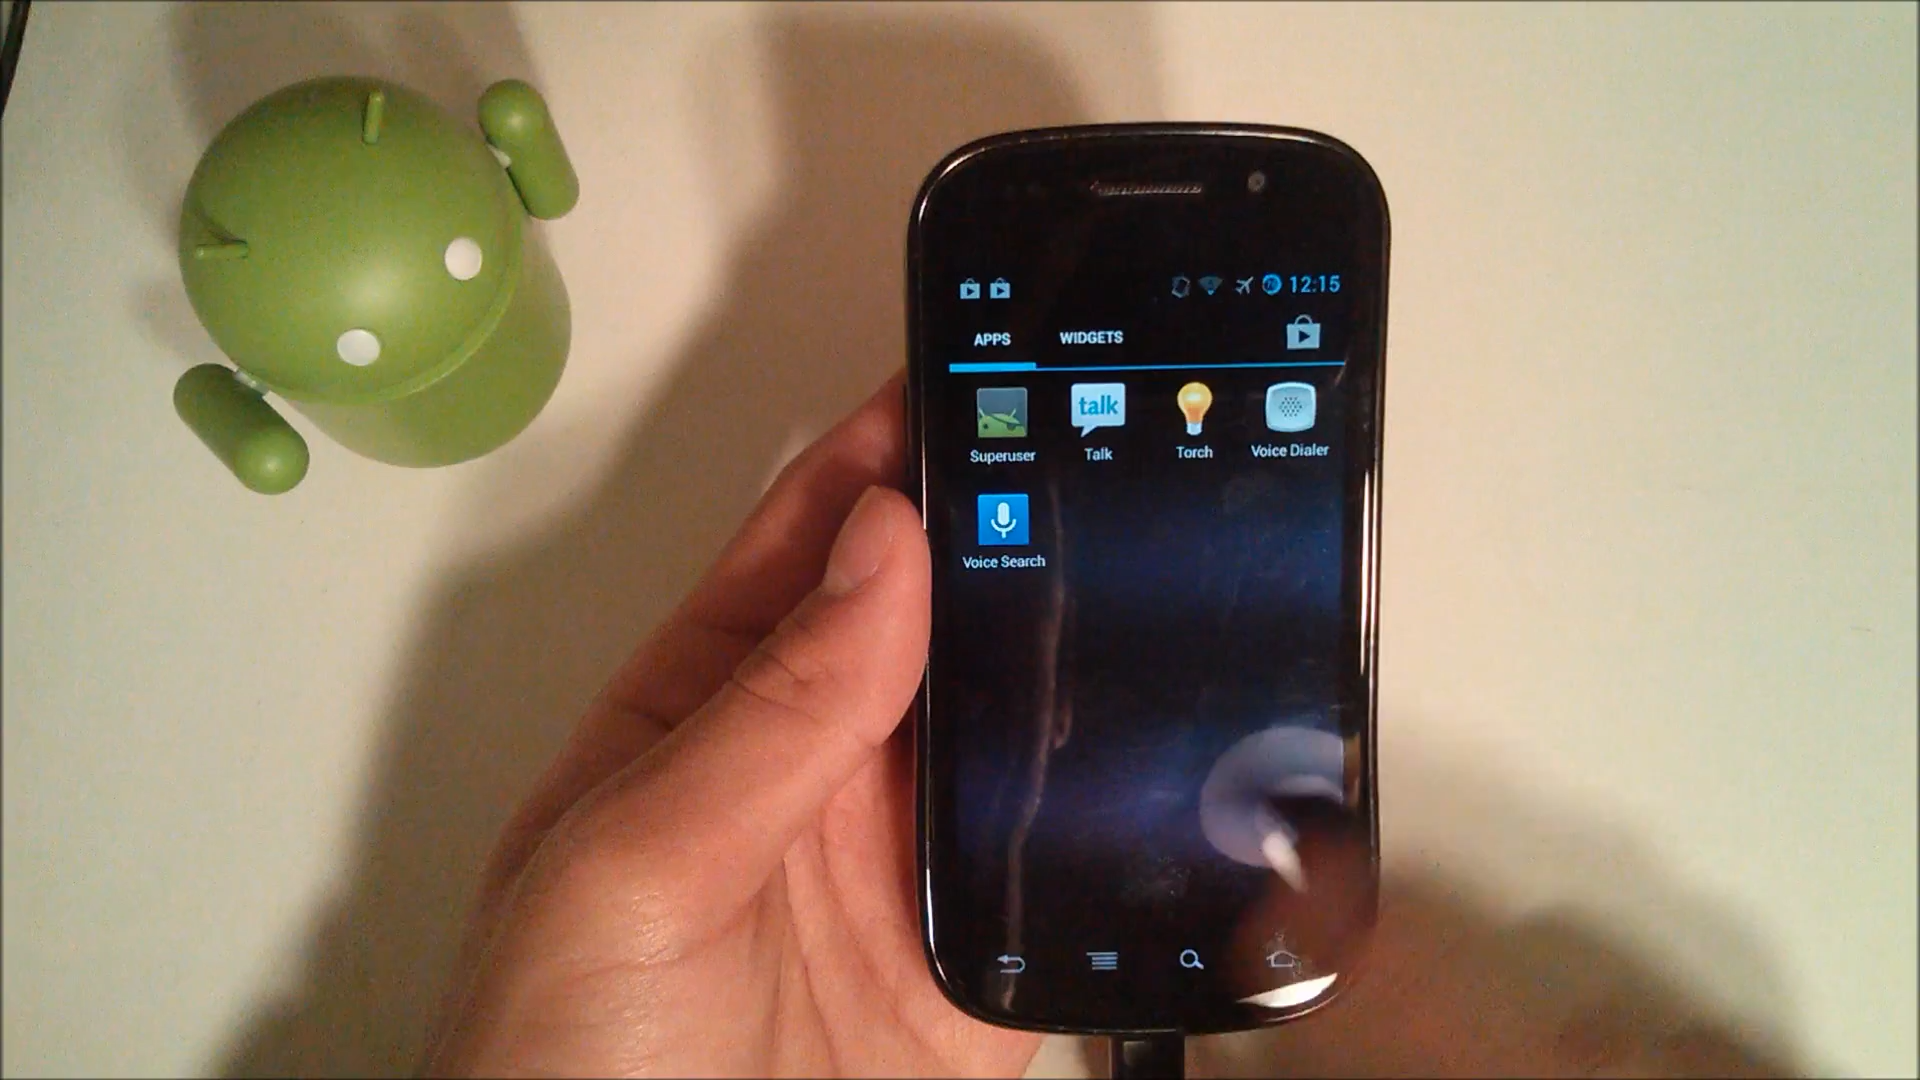 12:15
APPS WIDGETS
talk
Superuser Talk Torch Voice Dialer
Voice Search